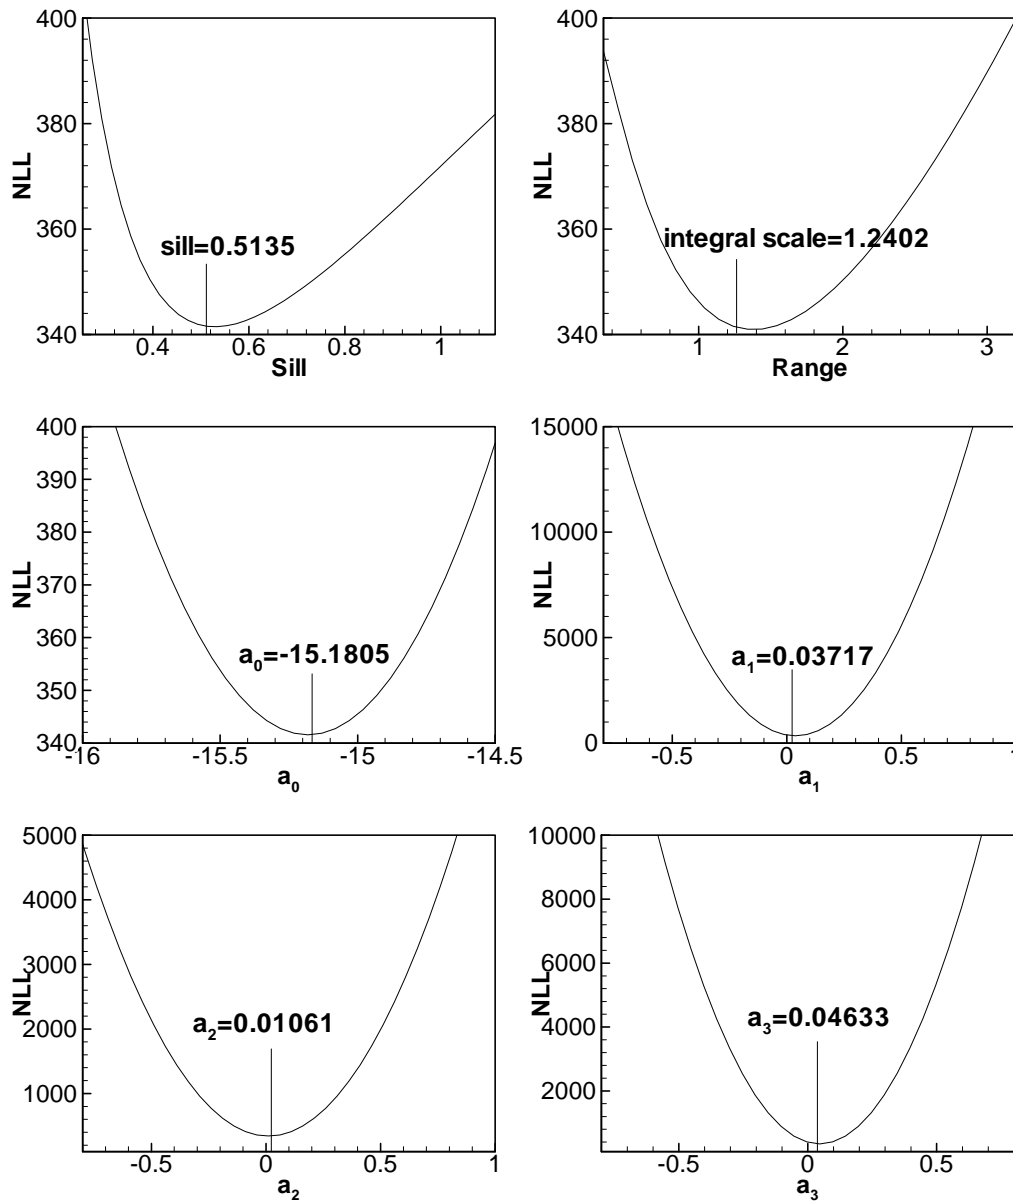 400
380
360
340
NLL
sill=0.5135
0.4 0.6 0.8 1
Sill
400
380
360
340
NLL
integral scale=1.2402
1 2 3
Range
400
390
380
370
360
350
340
NLL
a0=-15.1805
-16 -15.5 -15 -14.5
a0
15000
10000
5000
0
NLL
a1=0.03717
-0.5 0 0.5 1
a1
5000
4000
3000
2000
1000
NLL
a2=0.01061
-0.5 0 0.5 1
a2
10000
8000
6000
4000
2000
NLL
a3=0.04633
-0.5 0 0.5
a3